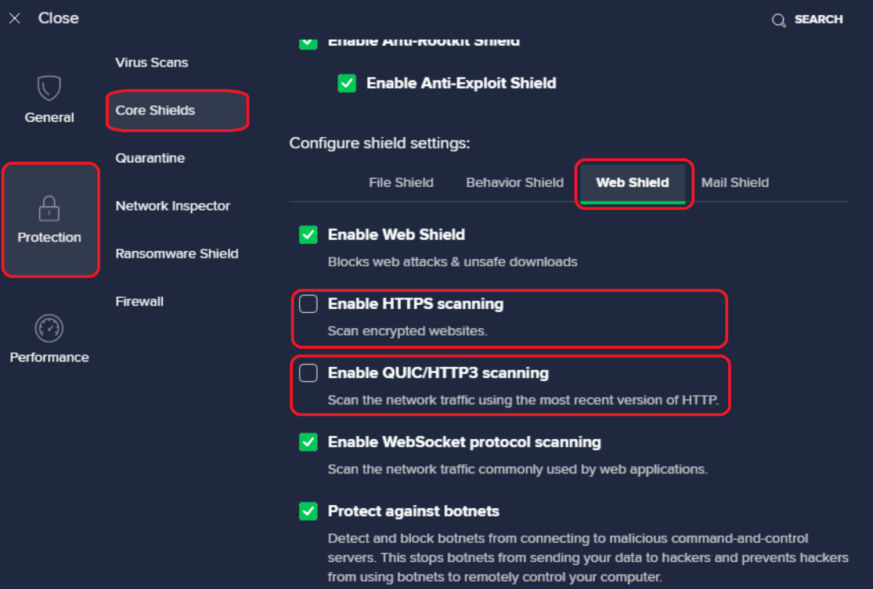 Close
SEARCH
General
Protection
Performance
Virus Scans
Core Shields
Quarantine
Network Inspector
Ransomware Shield
Firewall
Enable Anti-Rootkit Shield
Enable Anti-Exploit Shield
Configure shield settings:
File Shield Behavior Shield Web Shield Mail Shield
Enable Web Shield
Blocks web attacks & unsafe downloads
Enable HTTPS scanning
Scan encrypted websites.
Enable QUIC/HTTP3 scanning
Scan the network traffic using the most recent version of HTTP.
Enable WebSocket protocol scanning
Scan the network traffic commonly used by web applications.
Protect against botnets
Detect and block botnets from connecting to malicious command-and-control
servers. This stops botnets from sending your data to hackers and prevents hackers
from using botnets to remotely control your computer.